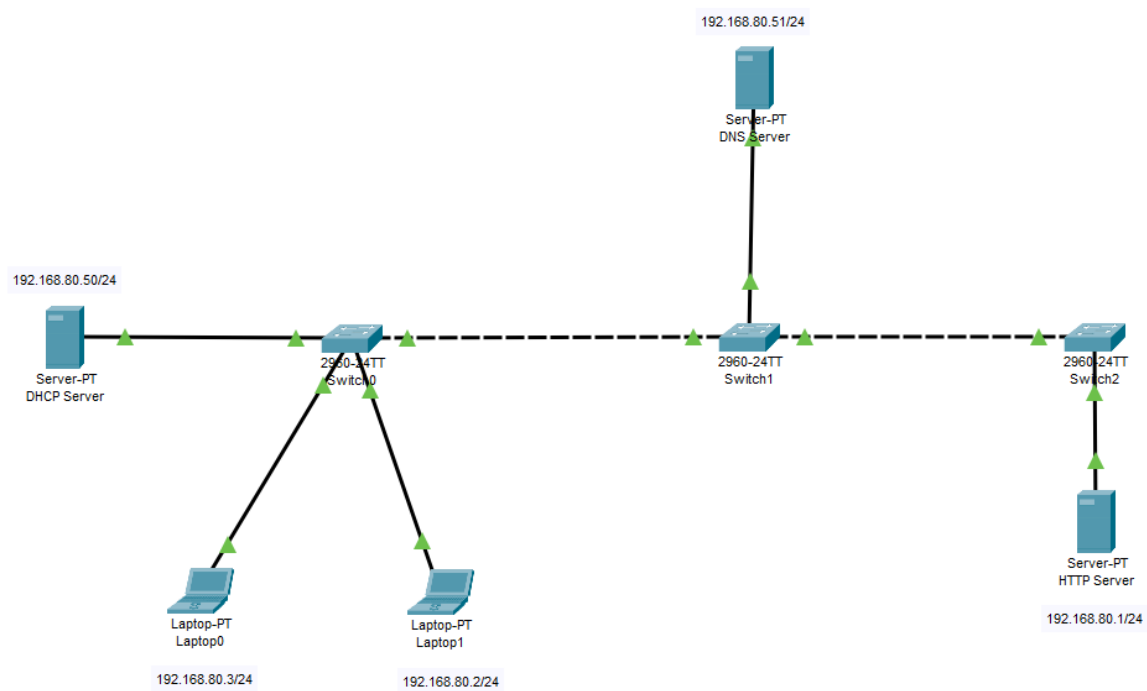 192.168.80.51/24
Server-PT
DNS Server
192.168.80.50/24
Server-PT
DHCP Server
2960-24TT
Switch0
2960-24TT
Switch1
2960-24TT
Switch2
Server-PT
HTTP Server
192.168.80.1/24
Laptop-PT
Laptop0
192.168.80.3/24
Laptop-PT
Laptop1
192.168.80.2/24